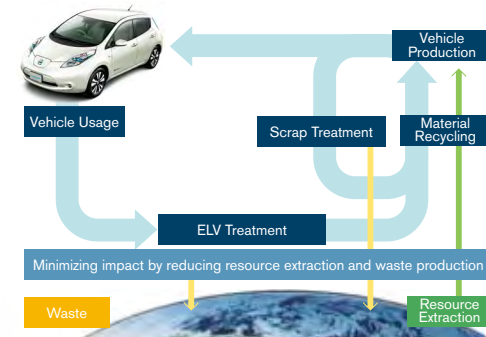 Vehicle
Production
Vehicle Usage
Scrap Treatment
Material
Recycling
ELV Treatment
Minimizing impact by reducing resource extraction and waste production
Waste
Resource
Extraction